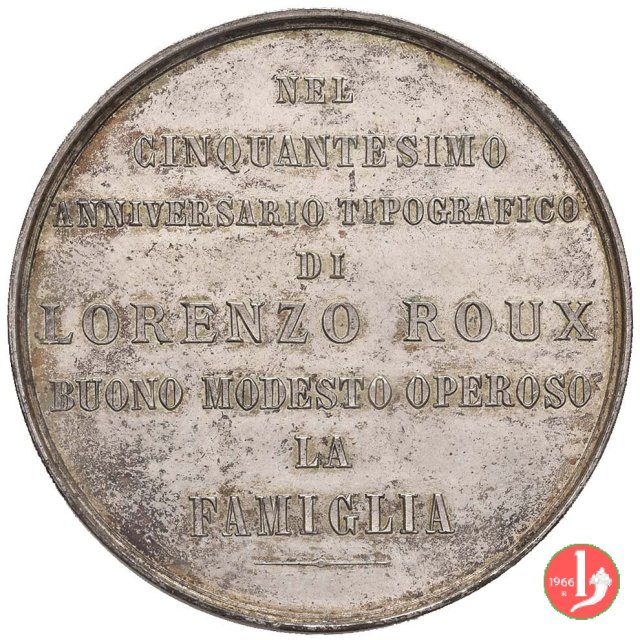 NEL
CINQUANTESIMO
ANNIVERSARIO TIPOGRAFICO
DI
LORENZO ROUX
BUONO MODESTO OPEROSO
LA
FAMIGLIA
1966
R